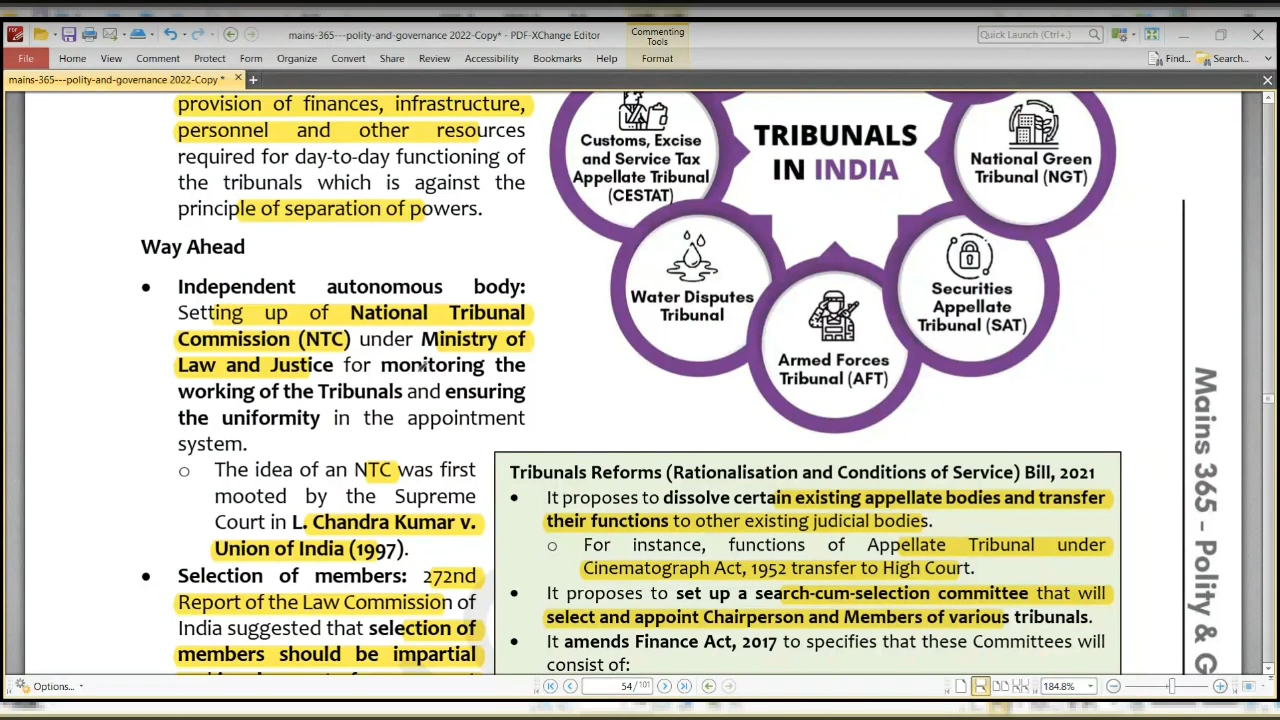 mains-365---polity-and-governance 2022-Copy* - PDF-XChange Editor
Commenting
Tools
Quick Launch (Ctrl+.)
File
Home
View
Comment
Protect
Form
Organize
Convert
Share
Review
Accessibility
Bookmarks
Help
Format
Find...
Search...
mains-365---polity-and-governance 2022-Copy *
provision of finances, infrastructure,
personnel and other resources
required for day-to-day functioning of
the tribunals which is against the
principle of separation of powers.
Way Ahead
• Independent autonomous body:
Setting up of National Tribunal
Commission (NTC) under Ministry of
Law and Justice for monitoring the
working of the Tribunals and ensuring
the uniformity in the appointment
system.
o The idea of an NTC was first
mooted by the Supreme
Court in L. Chandra Kumar v.
Union of India (1997).
• Selection of members: 272nd
Report of the Law Commission of
India suggested that selection of
members should be impartial
TRIBUNALS
IN INDIA
Customs, Excise
and Service Tax
Appellate Tribunal
(CESTAT)
National Green
Tribunal (NGT)
Water Disputes
Tribunal
Securities
Appellate
Tribunal (SAT)
Armed Forces
Tribunal (AFT)
Tribunals Reforms (Rationalisation and Conditions of Service) Bill, 2021
• It proposes to dissolve certain existing appellate bodies and transfer
their functions to other existing judicial bodies.
o For instance, functions of Appellate Tribunal under
Cinematograph Act, 1952 transfer to High Court.
• It proposes to set up a search-cum-selection committee that will
select and appoint Chairperson and Members of various tribunals.
• It amends Finance Act, 2017 to specifies that these Committees will
consist of:
Mains 365 - Polity & G
Options...
54 /101
184.8%